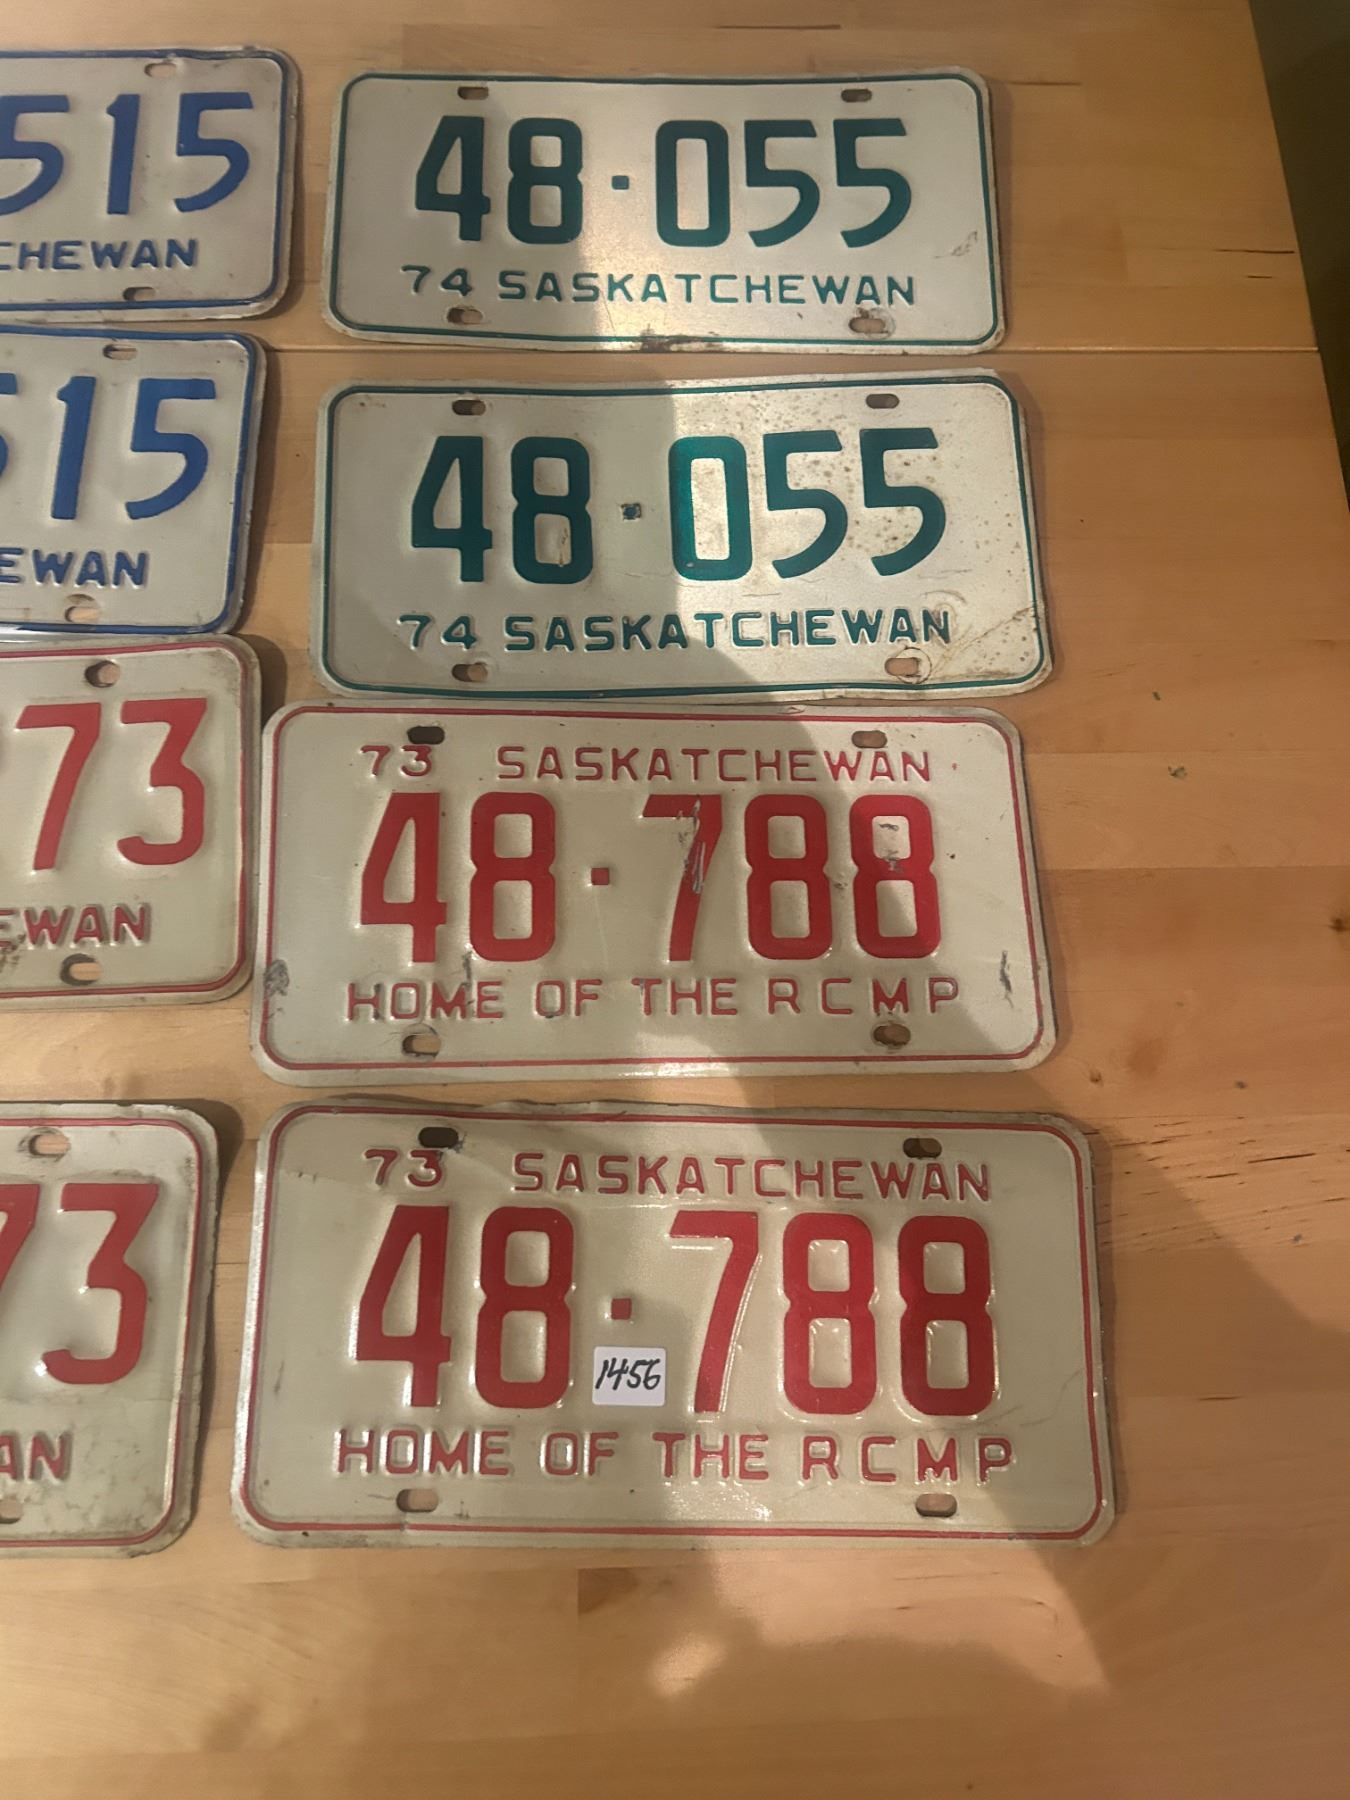 515
CHEWAN
48·055
74 SASKATCHEWAN
515
EWAN
48·055
74 SASKATCHEWAN
73
EWAN
73 SASKATCHEWAN
48·788
HOME OF THE RCMP
73
AN
73 SASKATCHEWAN
48·788
1456
HOME OF THE RCMP